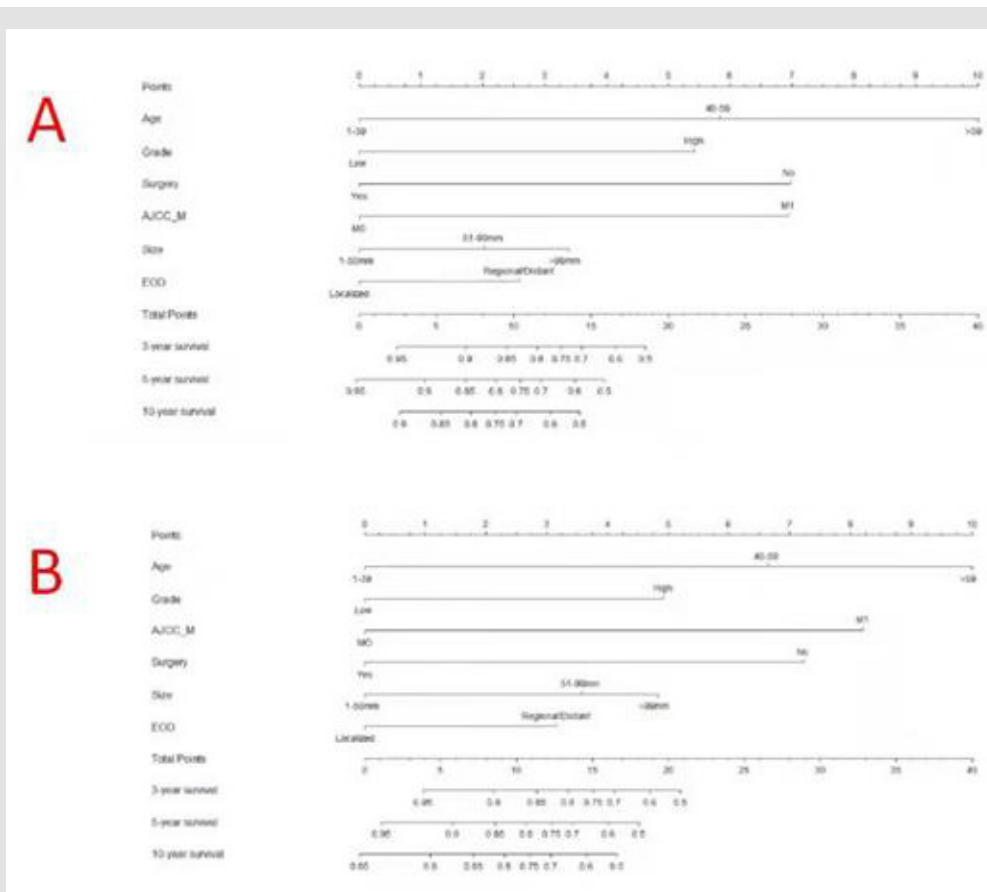 A
Points 0 1 2 3 4 5 6 7 8 9 10
Age 1-39 40-59 >59
Grade Low High
Surgery Yes No
AJCC_M M0 M1
Size 1-50mm 51-99mm >99mm
EOD Localized Regional/Distant
Total Points 0 5 10 15 20 25 30 35 40
3-year survival 0.95 0.9 0.85 0.8 0.75 0.7 0.6 0.5
5-year survival 0.95 0.9 0.85 0.8 0.75 0.7 0.6 0.5
10-year survival 0.9 0.85 0.8 0.75 0.7 0.6 0.5
B
Points 0 1 2 3 4 5 6 7 8 9 10
Age 1-39 40-59 >59
Grade Low High
AJCC_M M0 M1
Surgery Yes No
Size 1-50mm 51-99mm >99mm
EOD Localized Regional/Distant
Total Points 0 5 10 15 20 25 30 35 40
3-year survival 0.95 0.9 0.85 0.8 0.75 0.7 0.6 0.5
5-year survival 0.95 0.9 0.85 0.8 0.75 0.7 0.6 0.5
10-year survival 0.9 0.85 0.8 0.75 0.7 0.6